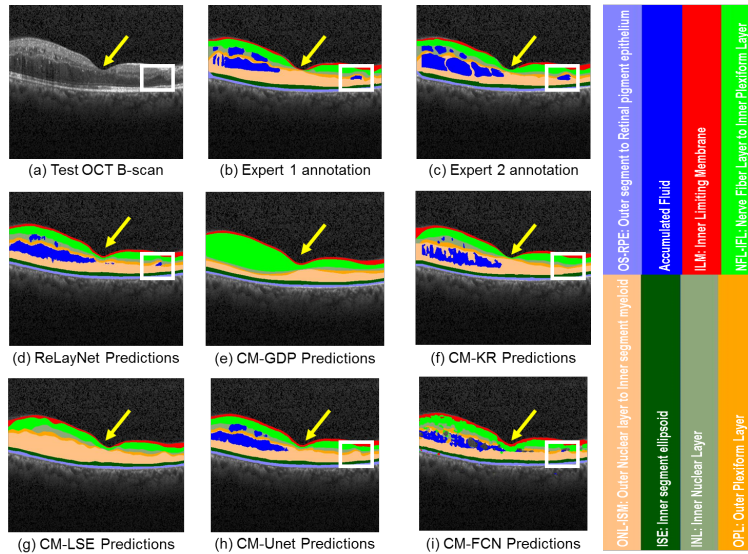 (a) Test OCT B-scan
(b) Expert 1 annotation
(c) Expert 2 annotation
(d) ReLayNet Predictions
(e) CM-GDP Predictions
(f) CM-KR Predictions
(g) CM-LSE Predictions
(h) CM-Unet Predictions
(i) CM-FCN Predictions
OS-RPE: Outer segment to Retinal pigment epithelium
Accumulated Fluid
ILM: Inner Limiting Membrane
NFL-IFL: Nerve Fiber Layer to Inner Plexiform Layer
ONL-ISM: Outer Nuclear layer to Inner segment myeloid
ISE: Inner segment ellipsoid
INL: Inner Nuclear Layer
OPL: Outer Plexiform Layer